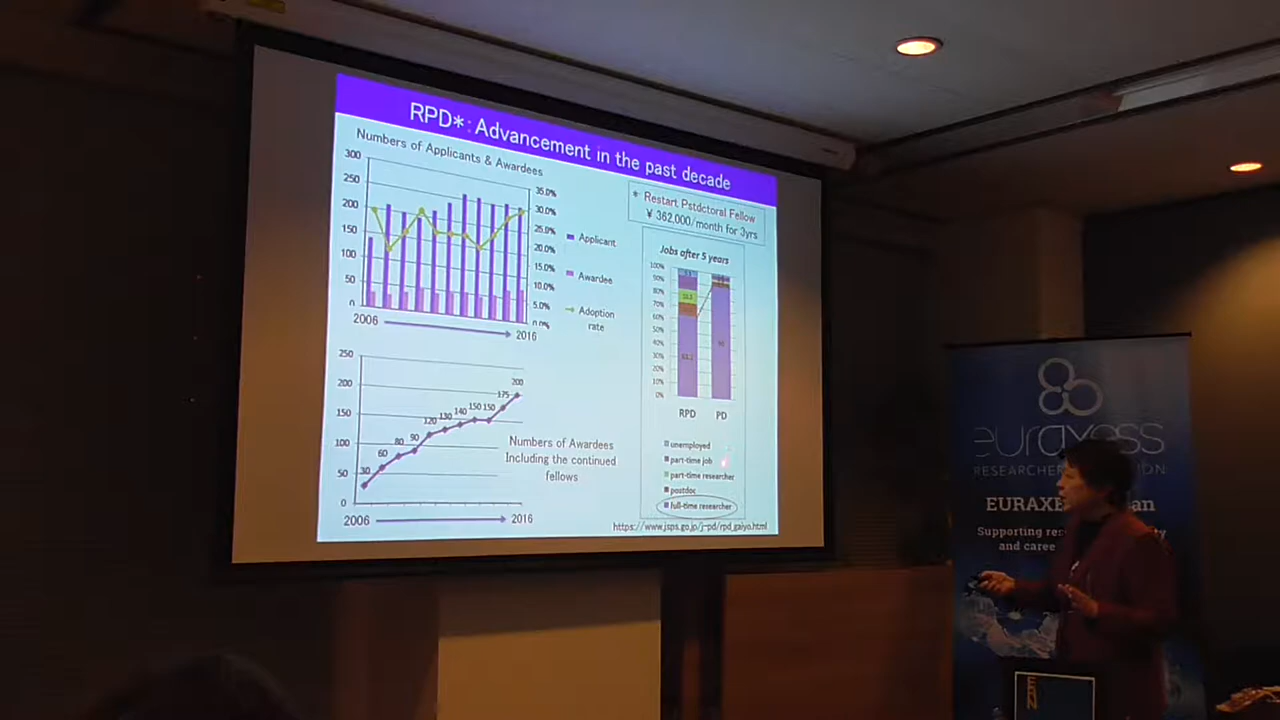 RPD*: Advancement in the past decade
Numbers of Applicants & Awardees
300
250
200
150
100
50
0
35.0%
30.0%
25.0%
20.0%
15.0%
10.0%
5.0%
0.0%
Applicant
Awardee
Adoption
rate
2006
2016
* Restart Pstdctoral Fellow
¥ 362,000/month for 3yrs
Jobs after 5 years
100%
90%
80%
70%
60%
50%
40%
30%
20%
10%
0%
RPD
PD
unemployed
part-time job
part-time researcher
postdoc
full-time researcher
250
200
150
100
50
0
30
60
80
90
120
130
140
150
150
175
200
Numbers of Awardees
Including the continued
fellows
2006
2016
https://www.jsps.go.jp/j-pd/rpd_gaiyo.html
euraxess
EURAXE
an
Supporting res
and caree